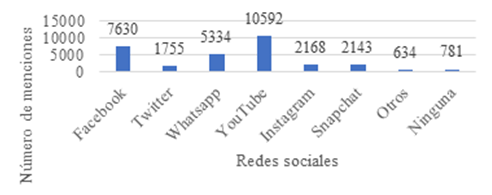 Número de menciones
15000
10000
5000
0
7630
1755
5334
10592
2168
2143
634
781
Facebook
Twitter
Whatsapp
YouTube
Instagram
Snapchat
Otros
Ninguna
Redes sociales